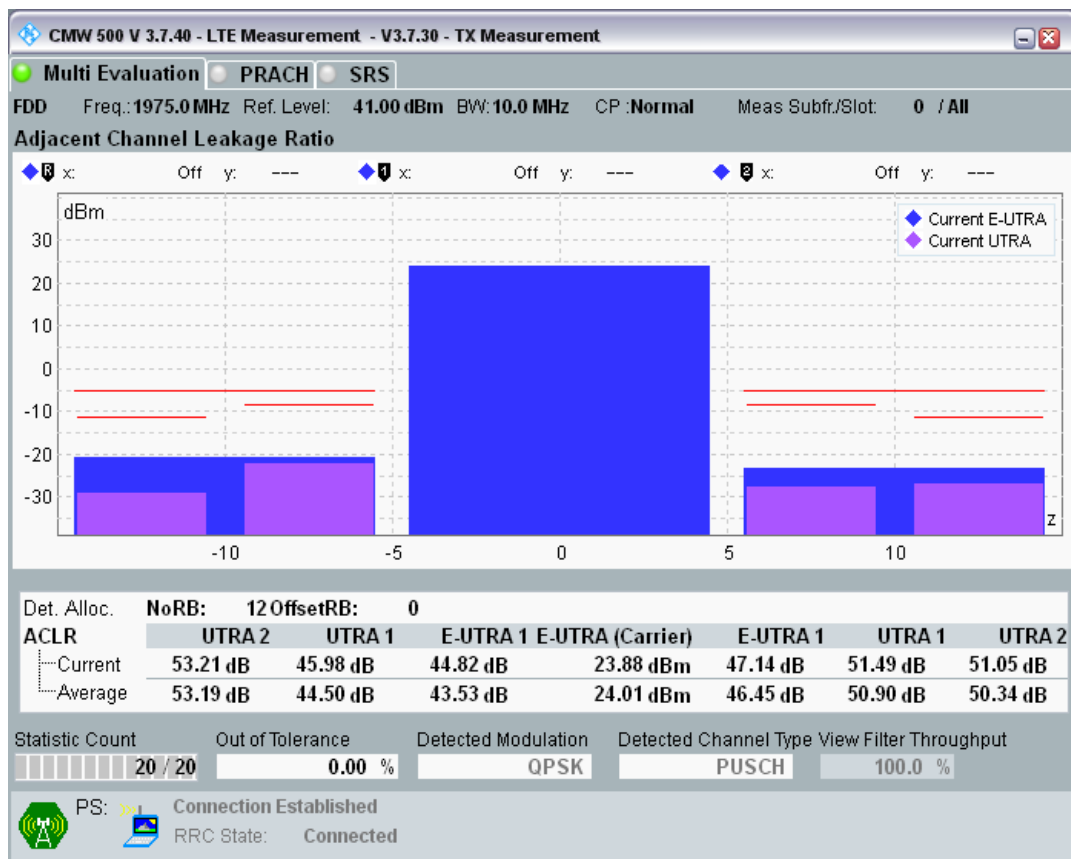 CMW 500 V 3.7.40 - LTE Measurement - V3.7.30 - TX Measurement
Multi Evaluation PRACH SRS
FDD Freq.: 1975.0 MHz Ref. Level: 41.00 dBm BW: 10.0 MHz CP :Normal Meas Subfr./Slot: 0 / All
Adjacent Channel Leakage Ratio
R x: Off y: --- 1 x: Off y: --- 2 x: Off y: ---
dBm
Current E-UTRA
Current UTRA
30
20
10
0
-10
-20
-30
z
-10 -5 0 5 10
Det. Alloc. NoRB: 12 OffsetRB: 0
ACLR UTRA 2 UTRA 1 E-UTRA 1 E-UTRA (Carrier) E-UTRA 1 UTRA 1 UTRA 2
Current 53.21 dB 45.98 dB 44.82 dB 23.88 dBm 47.14 dB 51.49 dB 51.05 dB
Average 53.19 dB 44.50 dB 43.53 dB 24.01 dBm 46.45 dB 50.90 dB 50.34 dB
Statistic Count Out of Tolerance Detected Modulation Detected Channel Type View Filter Throughput
20 / 20 0.00 % QPSK PUSCH 100.0 %
PS: Connection Established
RRC State: Connected